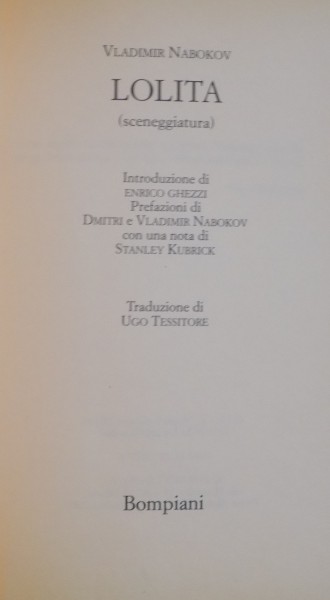 VLADIMIR NABOKOV
LOLITA
(sceneggiatura)
Introduzione di
ENRICO GHEZZI
Prefazioni di
DMITRI e VLADIMIR NABOKOV
con una nota di
STANLEY KUBRICK
Traduzione di
UGO TESSITORE
Bompiani